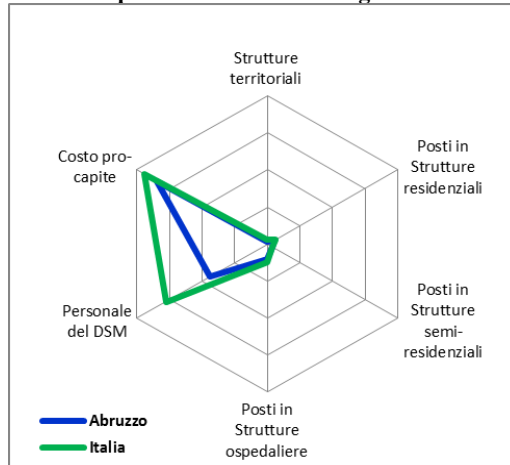 Strutture
territoriali
Costo pro-
capite
Posti in
Strutture
residenziali
Personale
del DSM
Posti in
Strutture
semi-
residenziali
Posti in
Strutture
ospedaliere
Abruzzo
Italia